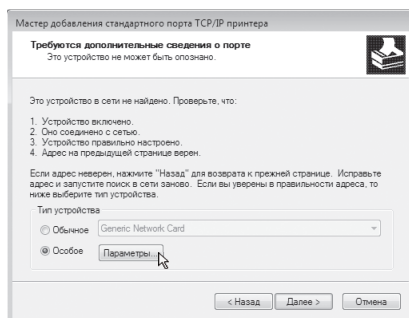 Мастер добавления стандартного порта TCP/IP принтера
Требуются дополнительные сведения о порте
Это устройство не может быть опознано.
Это устройство в сети не найдено. Проверьте, что:
1. Устройство включено.
2. Оно соединено с сетью.
3. Устройство правильно настроено.
4. Адрес на предыдущей странице верен.
Если адрес неверен, нажмите "Назад" для возврата к прежней странице. Исправьте
адрес и запустите поиск в сети заново. Если вы уверены в правильности адреса, то
ниже выберите тип устройства.
Тип устройства
Обычное Generic Network Card
Особое Параметры...
< Назад Далее > Отмена